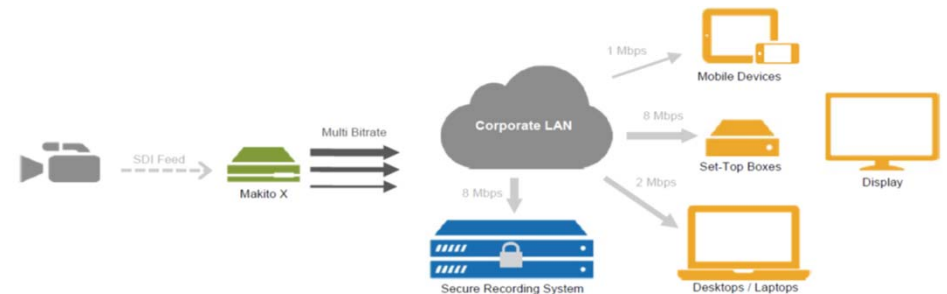 SDI Feed
Makito X
Multi Bitrate
Corporate LAN
1 Mbps
Mobile Devices
8 Mbps
Set-Top Boxes
Display
8 Mbps
Secure Recording System
2 Mbps
Desktops / Laptops